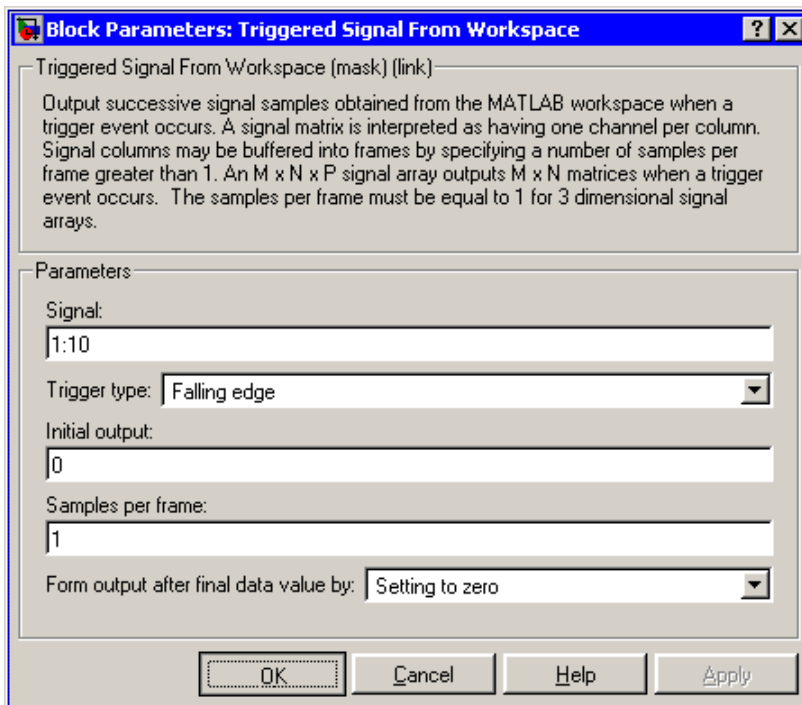 Block Parameters: Triggered Signal From Workspace
Triggered Signal From Workspace (mask) (link)
Output successive signal samples obtained from the MATLAB workspace when a
trigger event occurs. A signal matrix is interpreted as having one channel per column.
Signal columns may be buffered into frames by specifying a number of samples per
frame greater than 1. An M x N x P signal array outputs M x N matrices when a trigger
event occurs.  The samples per frame must be equal to 1 for 3 dimensional signal
arrays.
Parameters
Signal:
1:10
Trigger type: Falling edge
Initial output:
0
Samples per frame:
1
Form output after final data value by: Setting to zero
OK Cancel Help Apply